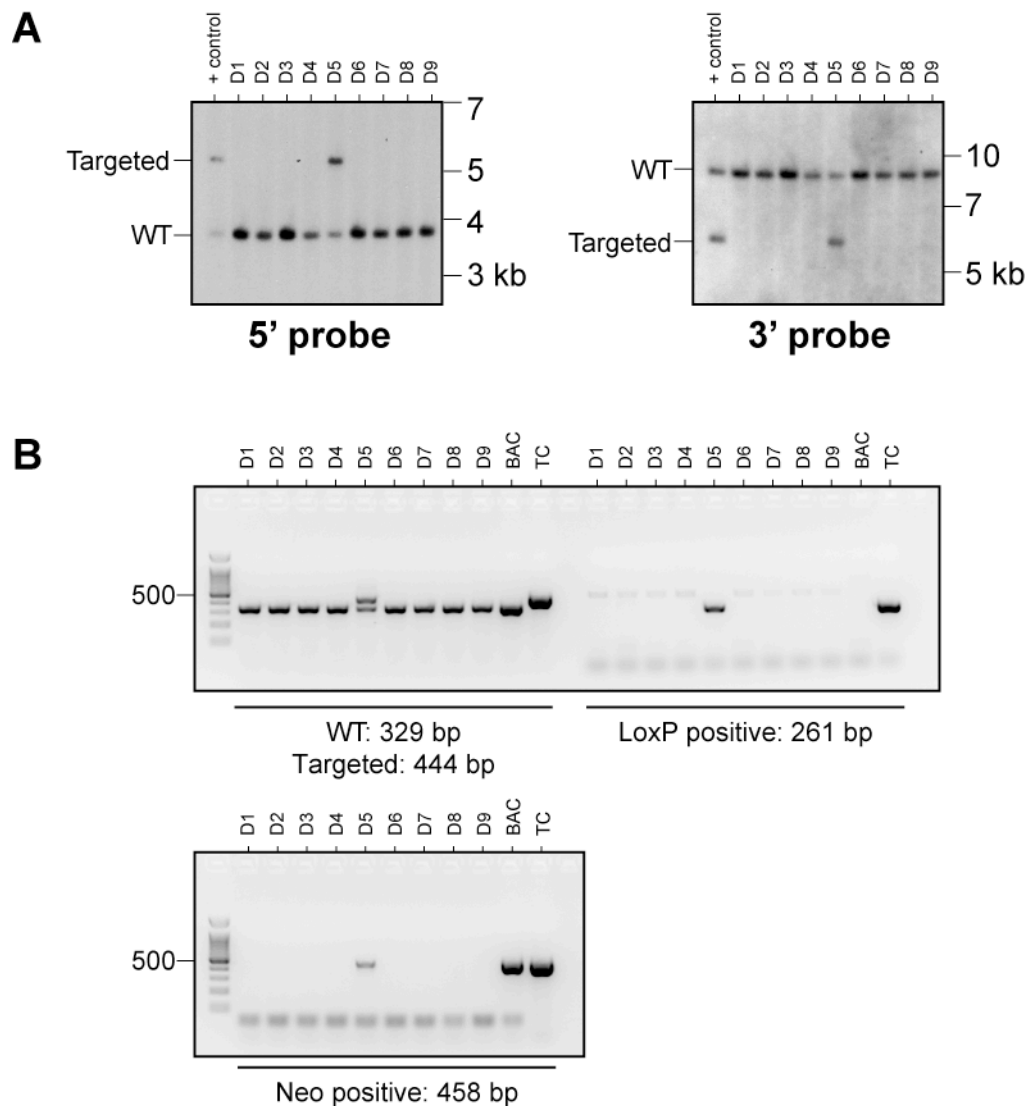 A
+ control D1 D2 D3 D4 D5 D6 D7 D8 D9
Targeted
WT
7
5
4
3 kb
5’ probe
+ control D1 D2 D3 D4 D5 D6 D7 D8 D9
WT
Targeted
10
7
5 kb
3’ probe
B
D1 D2 D3 D4 D5 D6 D7 D8 D9 BAC TC D1 D2 D3 D4 D5 D6 D7 D8 D9 BAC TC
500
WT: 329 bp
Targeted: 444 bp
LoxP positive: 261 bp
D1 D2 D3 D4 D5 D6 D7 D8 D9 BAC TC
500
Neo positive: 458 bp